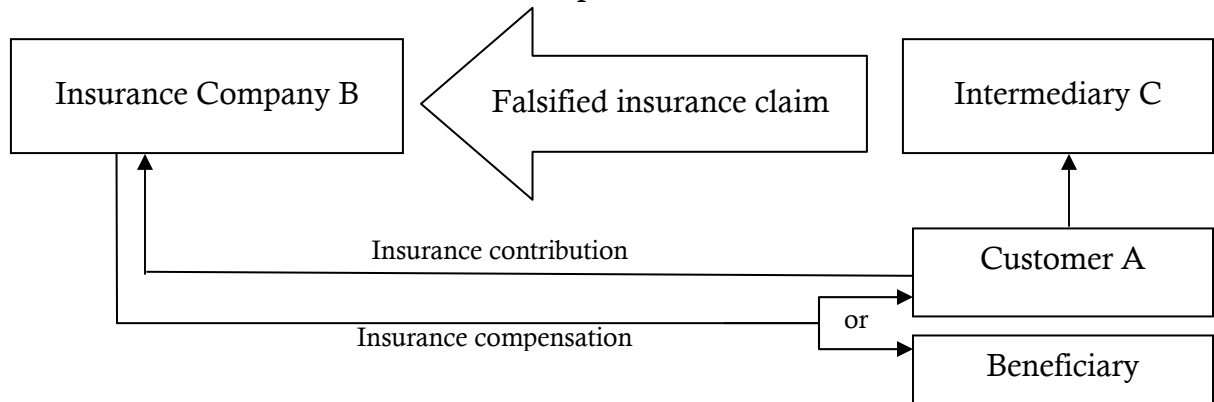 Insurance Company B
Falsified insurance claim
Intermediary C
Insurance contribution
Customer A
Insurance compensation
or
Beneficiary